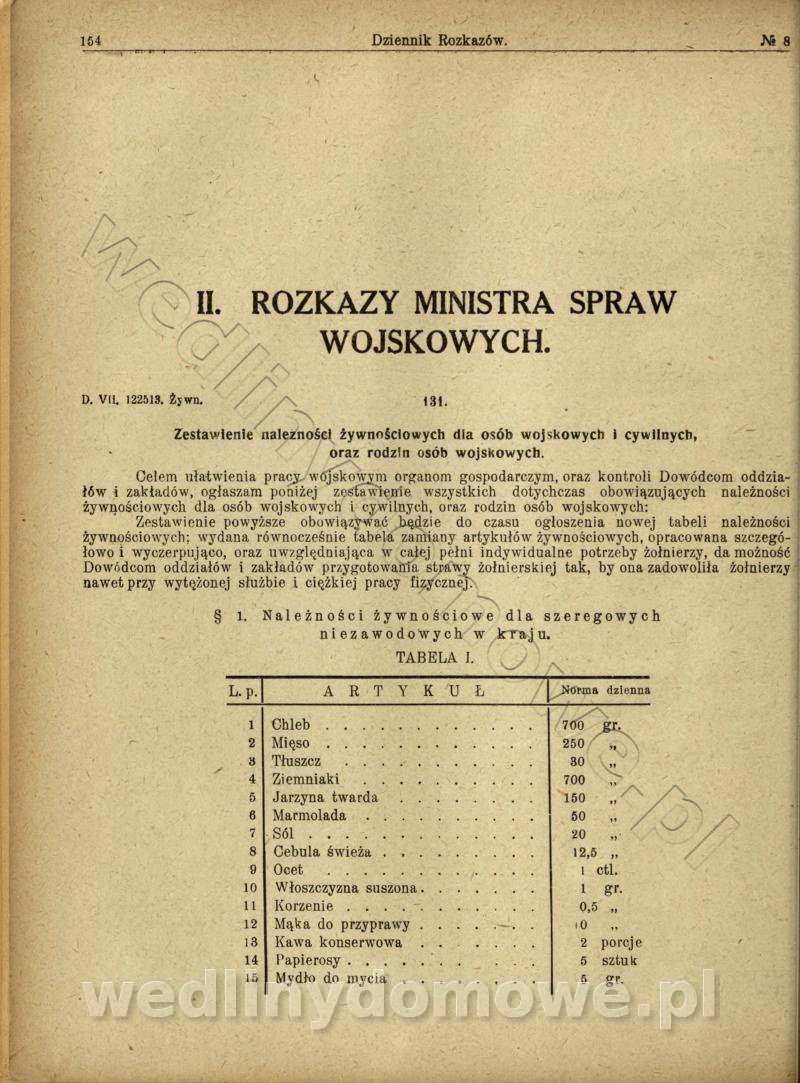 154 Dziennik Rozkazów. № 8
II. ROZKAZY MINISTRA SPRAW
WOJSKOWYCH.
D. VII. 122513. Żywn. 131.
Zestawienie należności żywnościowych dla osób wojskowych i cywilnych,
oraz rodzin osób wojskowych.
Celem ułatwienia pracy wojskowym organom gospodarczym, oraz kontroli Dowódcom oddzia-
łów i zakładów, ogłaszam poniżej zestawienie wszystkich dotychczas obowiązujących należności
żywnościowych dla osób wojskowych i cywilnych, oraz rodzin osób wojskowych:
Zestawienie powyższe obowiązywać będzie do czasu ogłoszenia nowej tabeli należności
żywnościowych; wydana równocześnie tabela zamiany artykułów żywnościowych, opracowana szczegó-
łowo i wyczerpująco, oraz uwzględniająca w całej pełni indywidualne potrzeby żołnierzy, da możność
Dowódcom oddziałów i zakładów przygotowania strawy żołnierskiej tak, by ona zadowoliła żołnierzy
nawet przy wytężonej służbie i ciężkiej pracy fizycznej.
§ 1. Należności żywnościowe dla szeregowych
niezawodowych w kraju.
TABELA I.
L. p. ARTYKUŁ Norma dzienna
1 Chleb . . . . . . . . . . . . 700 gr.
2 Mięso . . . . . . . . . . . . 250 „
3 Tłuszcz . . . . . . . . . . . 80 „
4 Ziemniaki . . . . . . . . . . 700 „
5 Jarzyna twarda . . . . . . . . 150 „
6 Marmolada . . . . . . . . . . 50 „
7 Sól . . . . . . . . . . . . . 20 „
8 Cebula świeża . . . . . . . . . 12,5 „
9 Ocet . . . . . . . . . . . . 1 ctl.
10 Włoszczyzna suszona . . . . . . . 1 gr.
11 Korzenie . . . . . . . . . . . 0,5 „
12 Mąka do przyprawy . . . . . . . 10 „
13 Kawa konserwowa . . . . . . 2 porcje
14 Papierosy . . . . . . . . . . 5 sztuk
15 Mydło do mycia . . . . . . . . 5 gr.
wedlinydomowe.pl